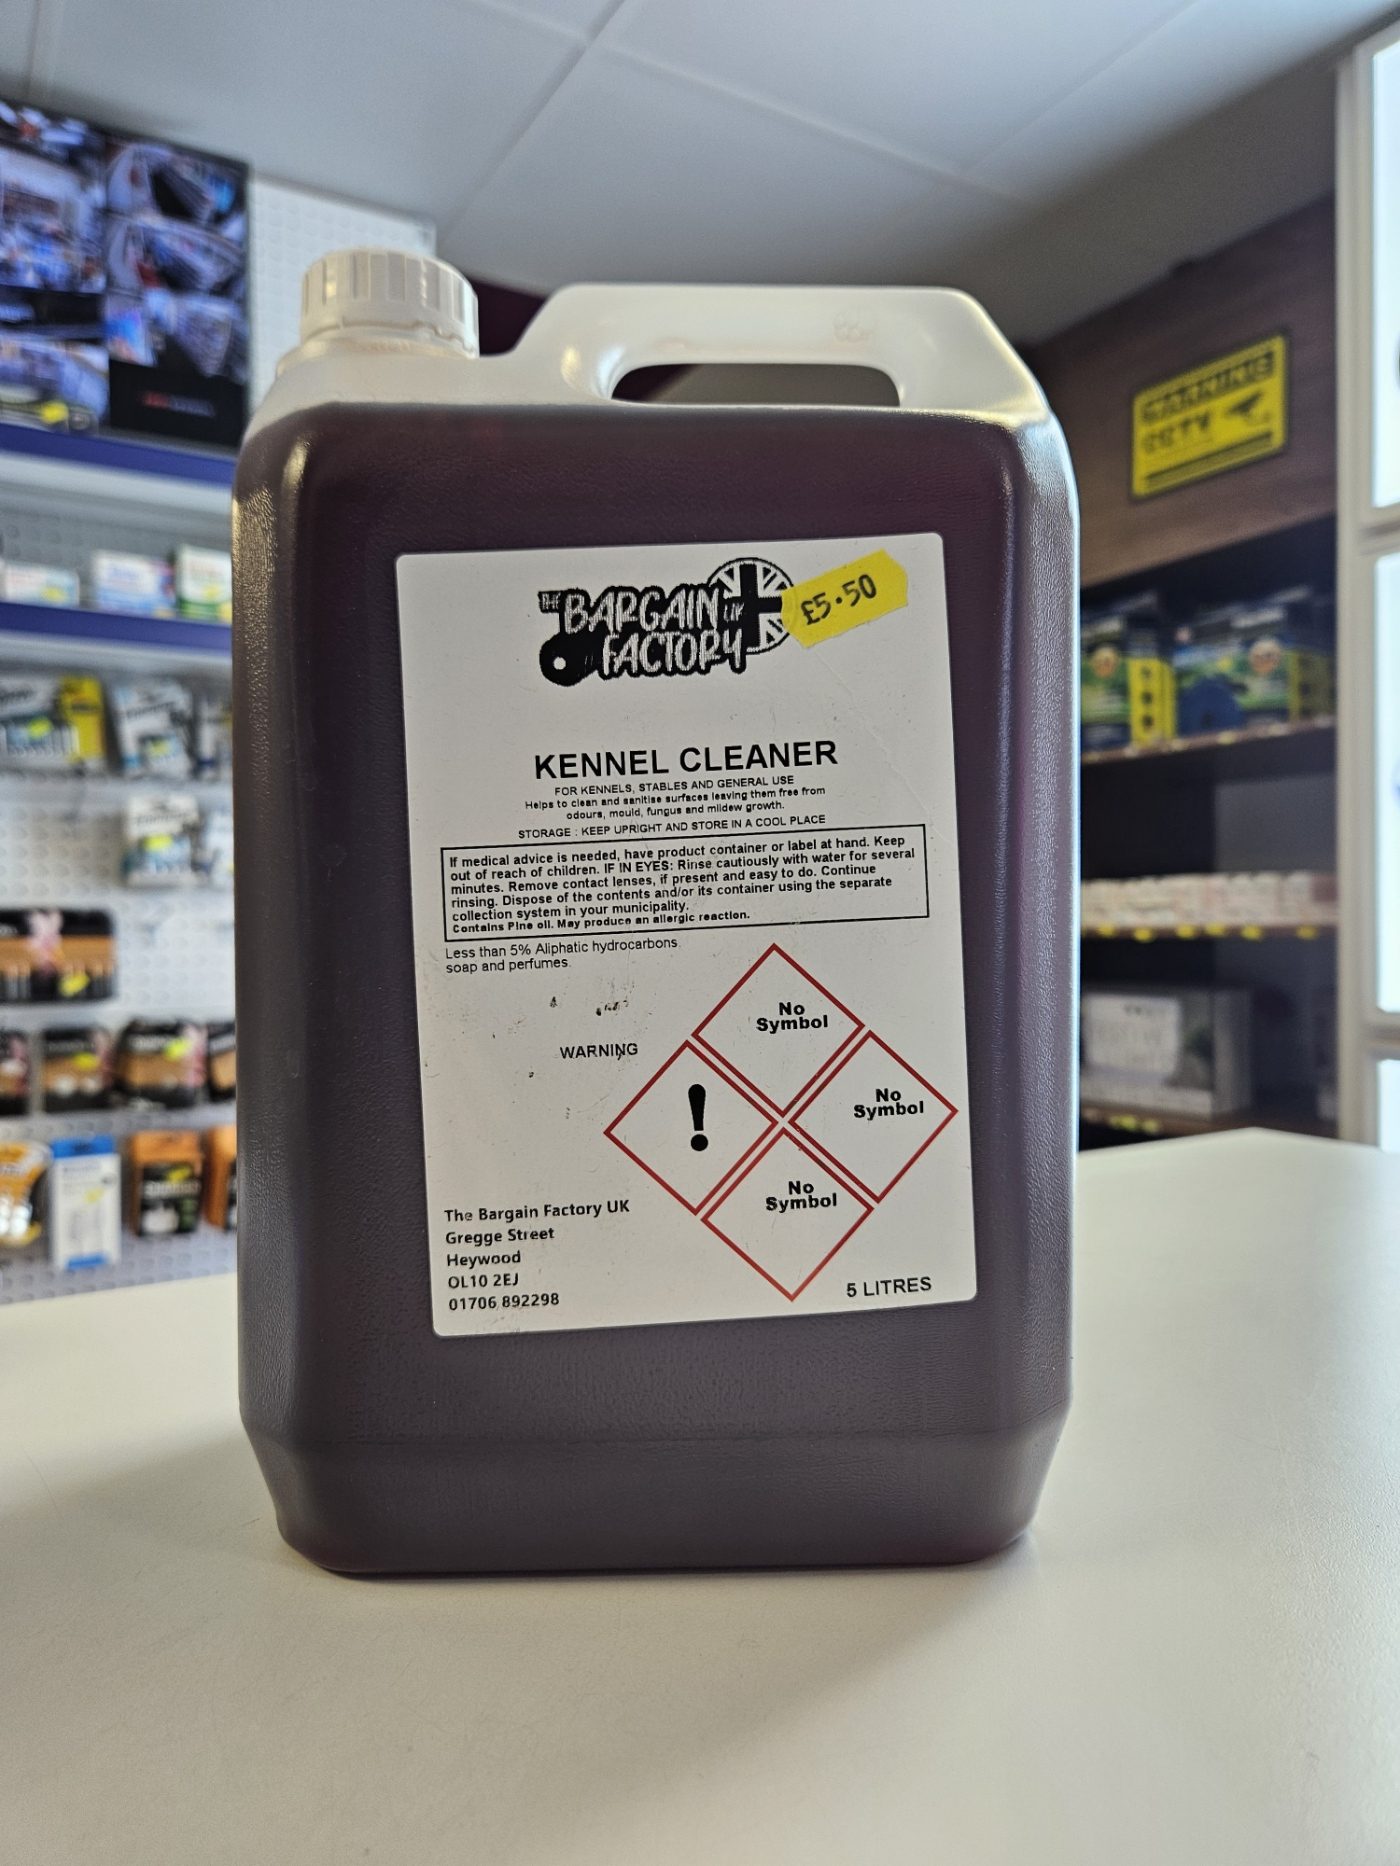 THE BARGAIN UK
FACTORY
£5.50
KENNEL CLEANER
FOR KENNELS, STABLES AND GENERAL USE
Helps to clean and sanitise surfaces leaving them free from
odours, mould, fungus and mildew growth.
STORAGE : KEEP UPRIGHT AND STORE IN A COOL PLACE
If medical advice is needed, have product container or label at hand. Keep
out of reach of children. IF IN EYES: Rinse cautiously with water for several
minutes. Remove contact lenses, if present and easy to do. Continue
rinsing. Dispose of the contents and/or its container using the separate
collection system in your municipality.
Contains Pine oil. May produce an allergic reaction.
Less than 5% Aliphatic hydrocarbons
soap and perfumes.
No
Symbol
WARNING
!
No
Symbol
No
Symbol
The Bargain Factory UK
Gregge Street
Heywood
OL10 2EJ
01706 892298
5 LITRES
WARNING
CCTV